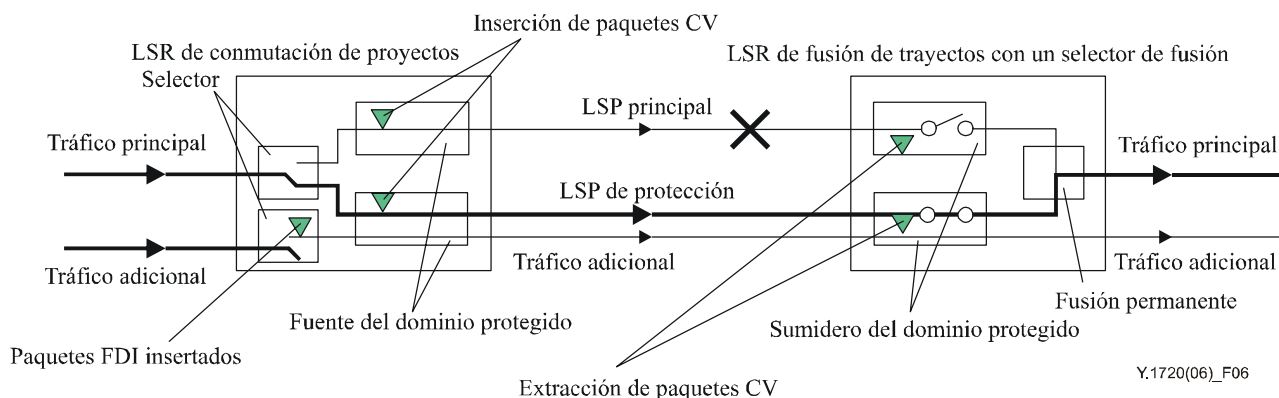 Inserción de paquetes CV
LSR de conmutación de proyectos
LSR de fusión de trayectos con un selector de fusión
Selector
LSP principal
Tráfico principal
Tráfico principal
LSP de protección
Tráfico adicional
Tráfico adicional
Tráfico adicional
Fusión permanente
Fuente del dominio protegido
Sumidero del dominio protegido
Paquetes FDI insertados
Extracción de paquetes CV
Y.1720(06)_F06